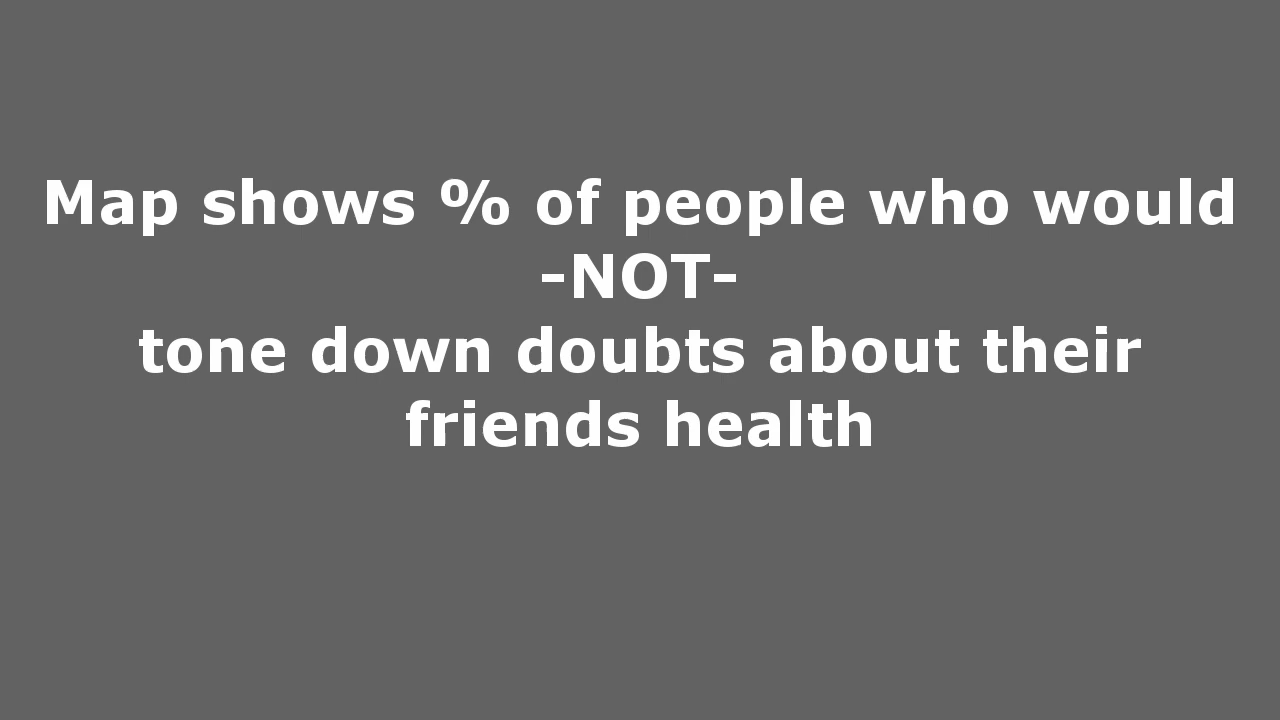 Map shows % of people who would
-NOT-
tone down doubts about their
friends health